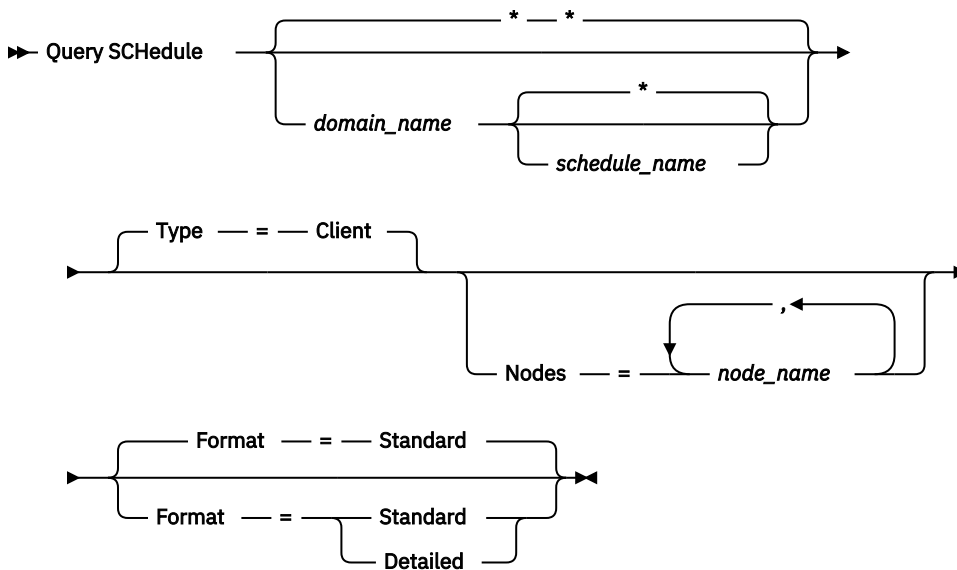 * *
Query SCHedule
*
domain_name
schedule_name
Type = Client
,
Nodes = node_name
Format = Standard
Format = Standard
Detailed